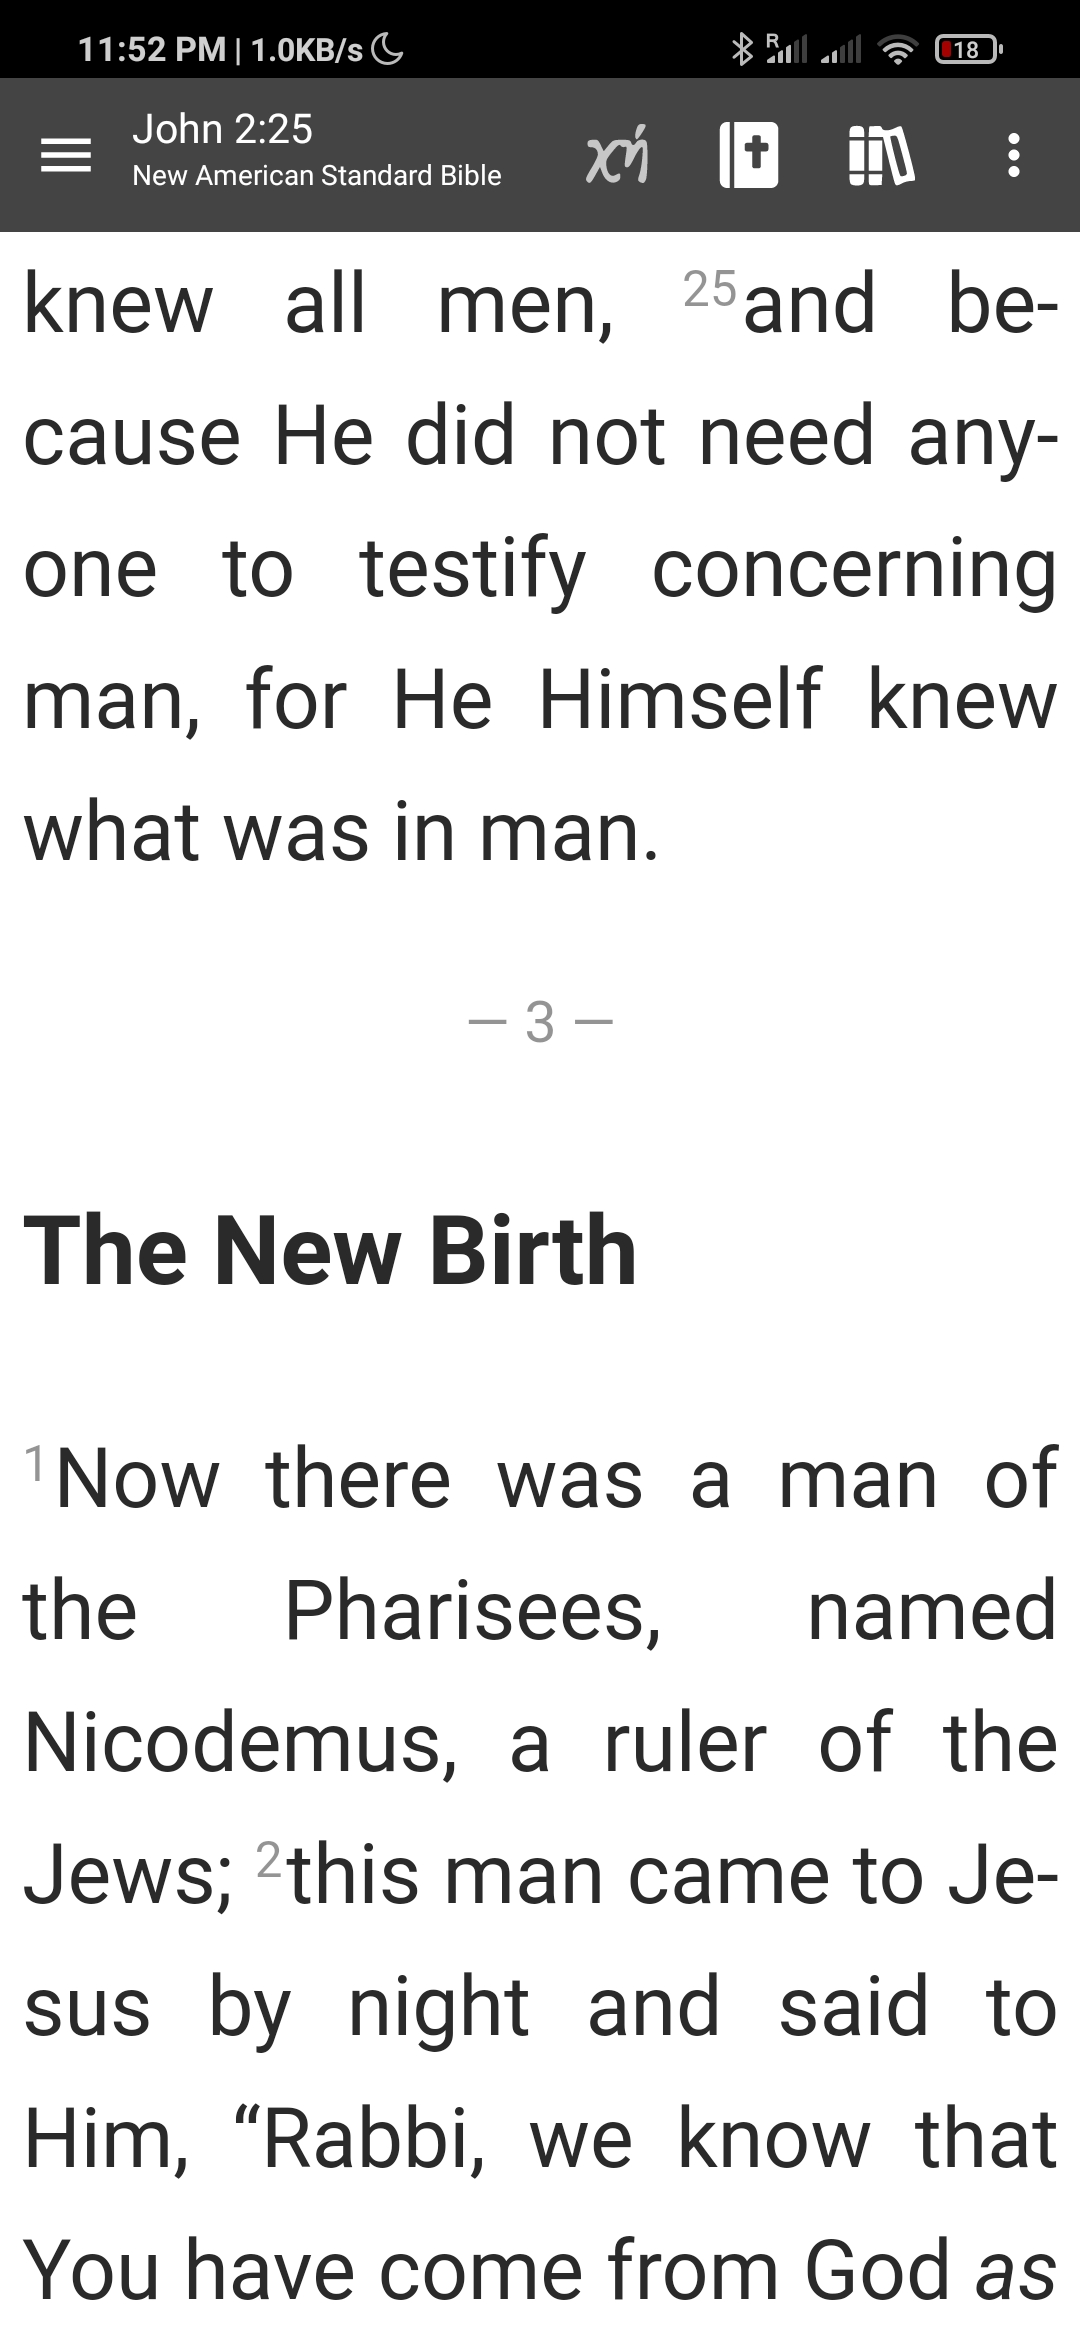 11:52 PM | 1.0KB/s
R
18
John 2:25
New American Standard Bible
χή
knew all men, 25and be-
cause He did not need any-
one to testify concerning
man, for He Himself knew
what was in man.
— 3 —
The New Birth
1Now there was a man of
the Pharisees, named
Nicodemus, a ruler of the
Jews; 2this man came to Je-
sus by night and said to
Him, “Rabbi, we know that
You have come from God as